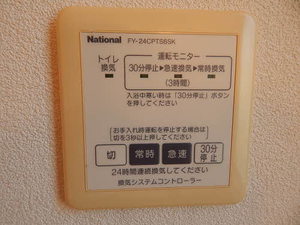 National FY-24CPTS6SK
トイレ換気
運転モニター
30分停止▶急速換気▶常時換気
(3時間)
入浴中寒い時は「30分停止」ボタン
を押してください
お手入れ時運転を停止する場合は
切を3秒以上押してください
切 常時 急速 30分停止
24時間連続換気してください
換気システムコントローラー